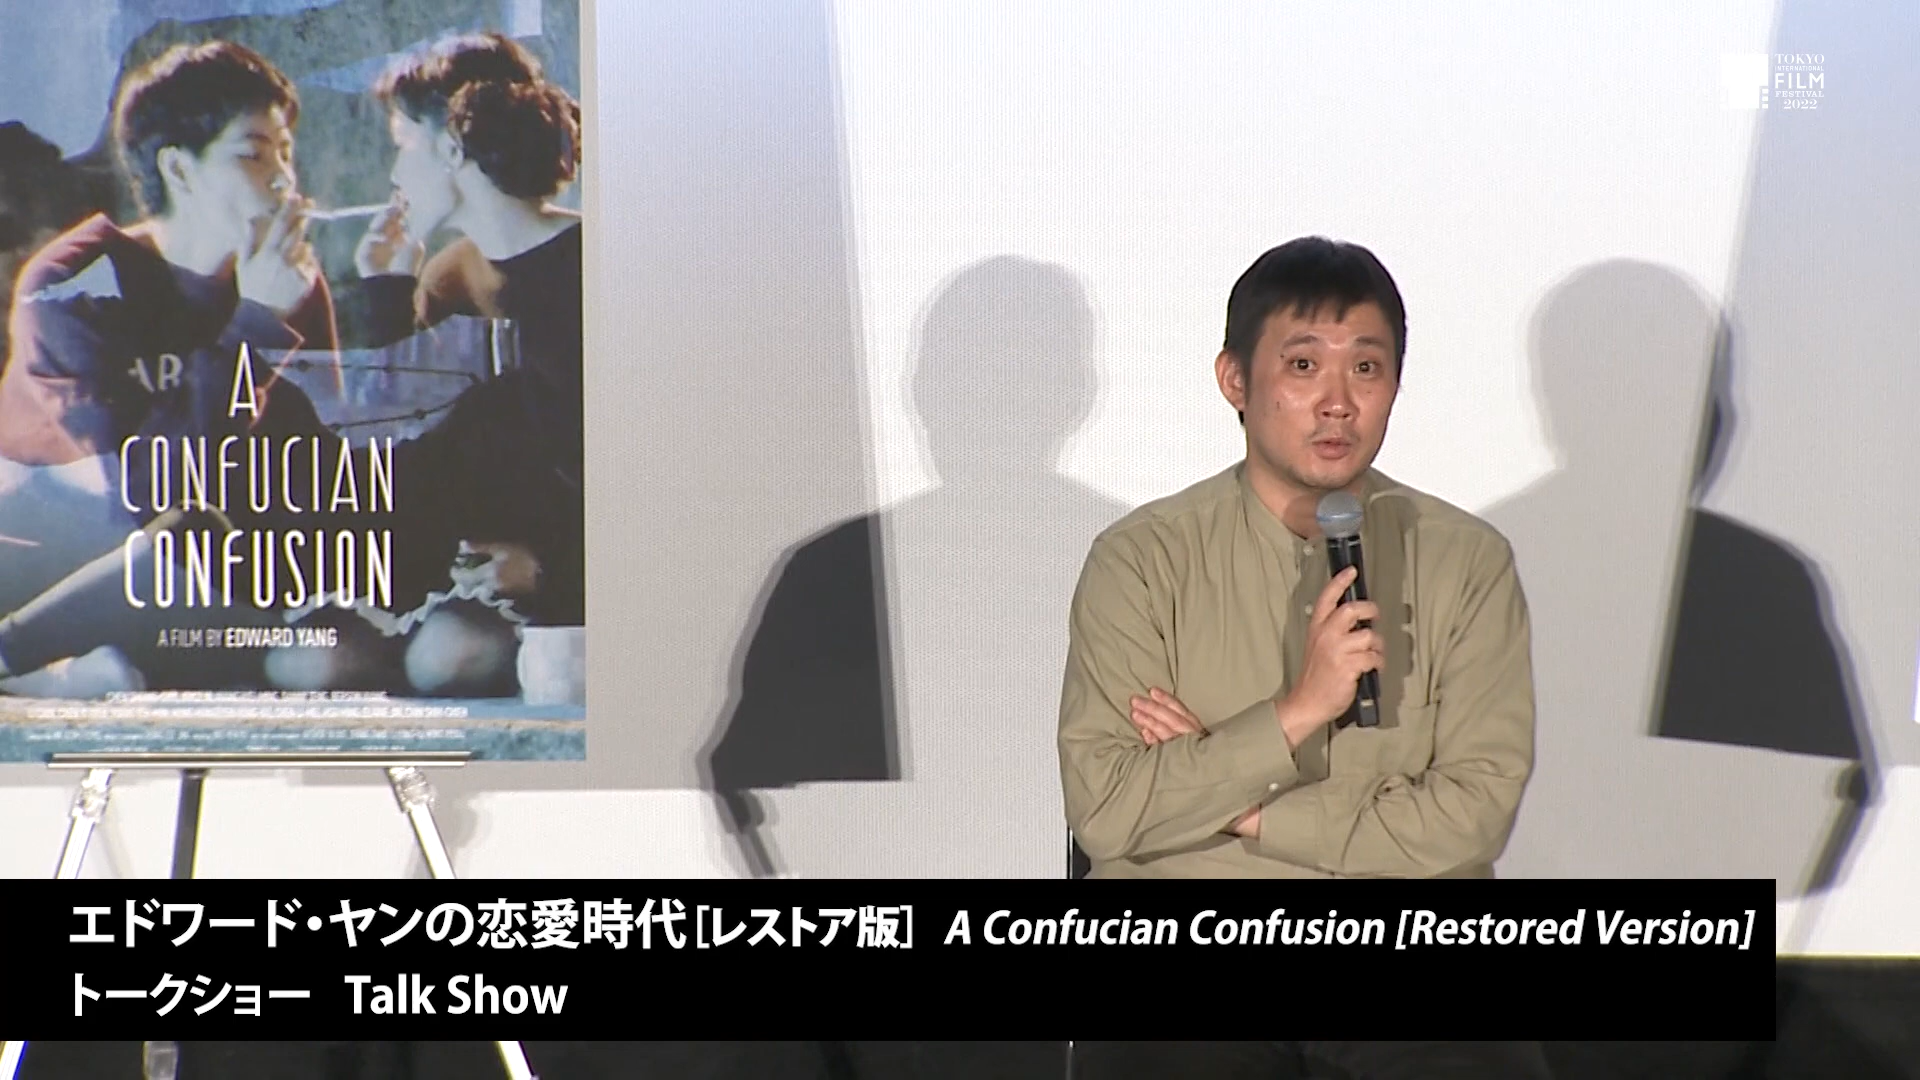 TOKYO
INTERNATIONAL
FILM
FESTIVAL
2022
AR
A
CONFUCIAN
CONFUSION
A FILM BY EDWARD YANG
エドワード・ヤンの恋愛時代[レストア版] A Confucian Confusion [Restored Version]
トークショー Talk Show